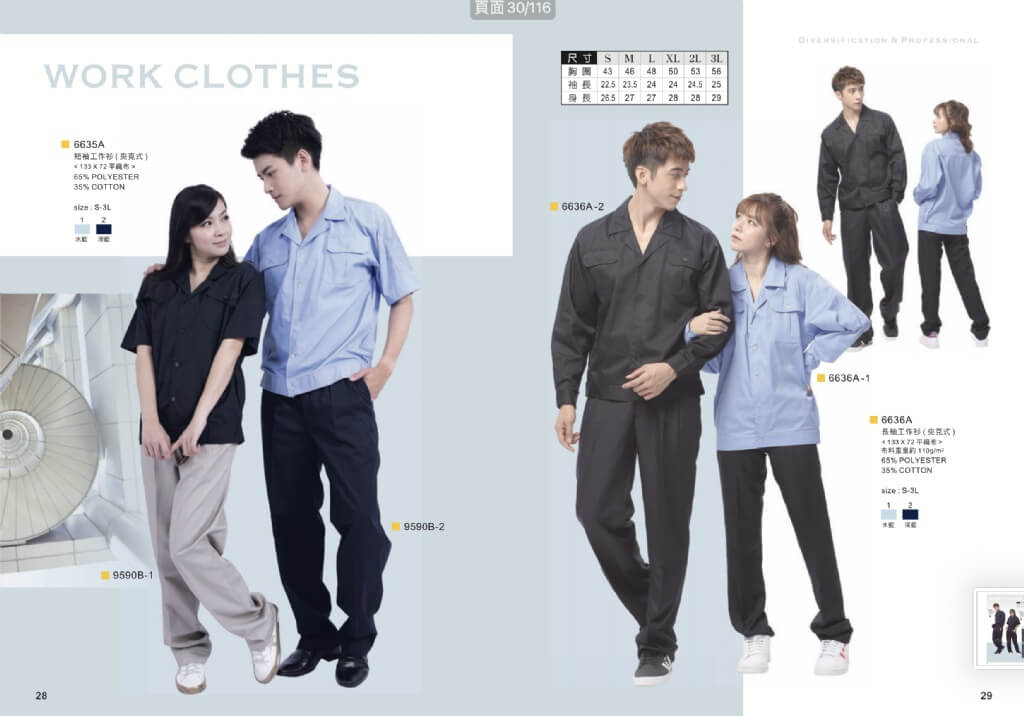 頁面 30/116
WORK CLOTHES
6635A
短袖工作衫 ( 夾克式 )
< 133 X 72 平織布 >
65% POLYESTER
35% COTTON
size : S-3L
1 2
水藍 深藍
9590B-1
9590B-2
28
DIVERSIFICATION & PROFESSIONAL
尺寸 S M L XL 2L 3L
胸圍 43 46 48 50 53 56
袖長 22.5 23.5 24 24 24.5 25
身長 26.5 27 27 28 28 29
6636A-2
6636A-1
6636A
長袖工作衫 ( 夾克式 )
< 133 X 72 平織布 >
布料重量約 110g/m²
65% POLYESTER
35% COTTON
size : S-3L
1 2
水藍 深藍
29